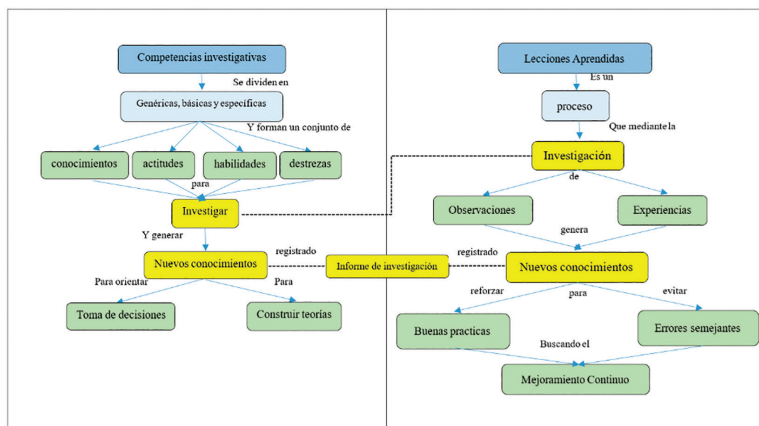 Competencias investigativas
Se dividen en
Genéricas, básicas y específicas
Y forman un conjunto de
conocimientos
actitudes
habilidades
destrezas
para
Investigar
Y generar
Nuevos conocimientos
registrado
Informe de investigación
Para orientar
Para
Toma de decisiones
Construir teorías
Lecciones Aprendidas
Es un
proceso
Que mediante la
Investigación
de
Observaciones
Experiencias
genera
registrado
Nuevos conocimientos
reforzar
para
evitar
Buenas practicas
Errores semejantes
Buscando el
Mejoramiento Continuo